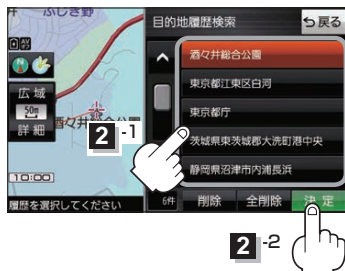 ふじき野
目的地履歴検索
戻る
広域
50m
詳細
酒々井
10:00
履歴を選択してください
酒々井総合公園
東京都江東区白河
東京都庁
茨城県東茨城郡大洗町港中央
静岡県沼津市内浦長浜
6件
削除
全削除
決定
2 -1
2 -2